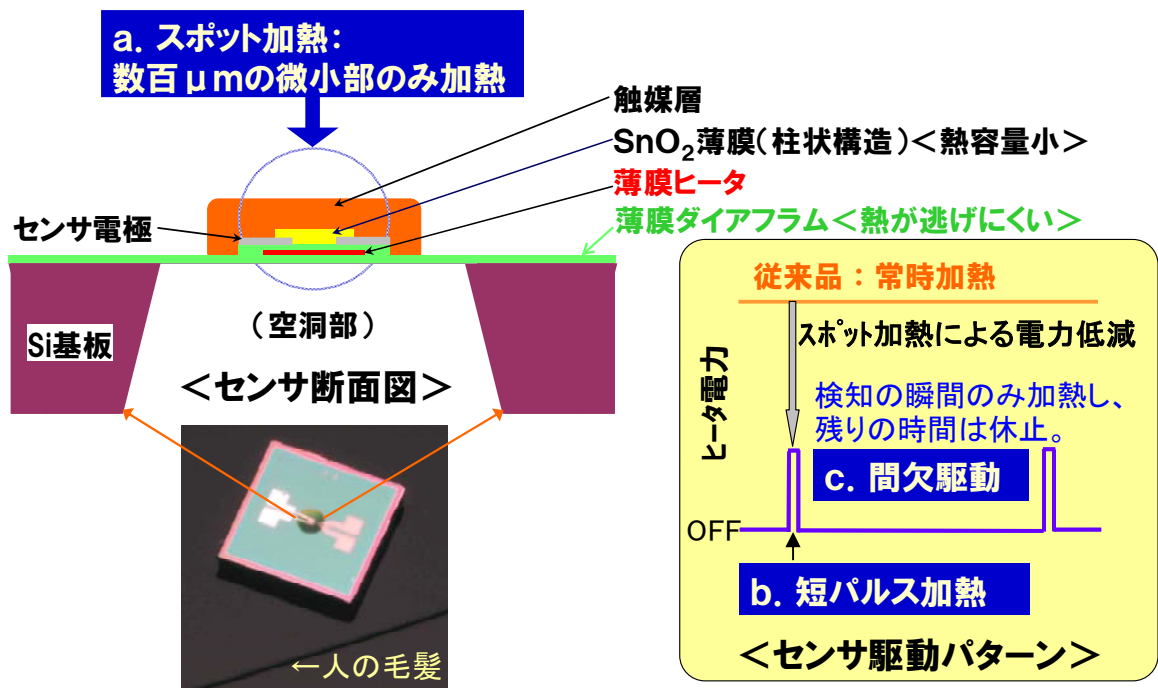 a. スポット加熱：
数百μmの微小部のみ加熱
触媒層
SnO₂薄膜（柱状構造）＜熱容量小＞
薄膜ヒータ
薄膜ダイアフラム＜熱が逃げにくい＞
センサ電極
Si基板
（空洞部）
＜センサ断面図＞
←人の毛髪
従来品：常時加熱
スポット加熱による電力低減
ヒータ電力
検知の瞬間のみ加熱し、
残りの時間は休止。
c. 間欠駆動
OFF
b. 短パルス加熱
＜センサ駆動パターン＞